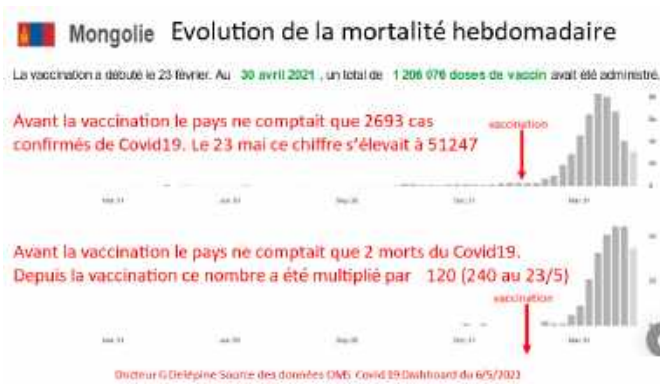 Mongolie Evolution de la mortalité hebdomadaire
La vaccination a débuté le 23 février. Au 30 avril 2021 , un total de 1 206 076 doses de vaccin avait été administré.
Avant la vaccination le pays ne comptait que 2693 cas
confirmés de Covid19. Le 23 mai ce chiffre s'élevait à 51247
vaccination
Avant la vaccination le pays ne comptait que 2 morts du Covid19.
Depuis la vaccination ce nombre a été multiplié par 120 (240 au 23/5)
vaccination
Docteur G Delépine Source des données OMS Covid 19 Dashboard du 6/5/2021